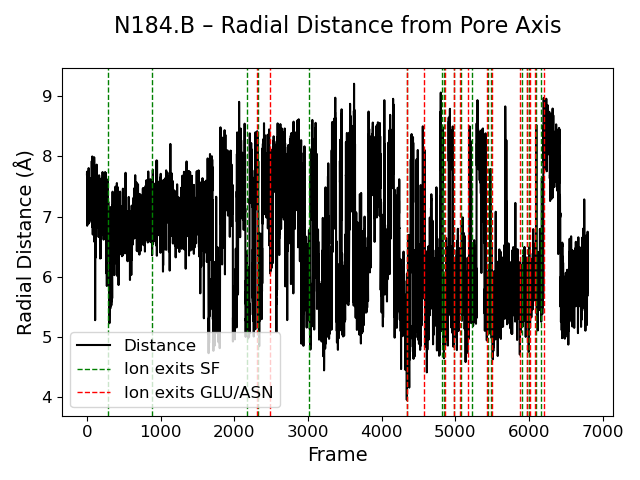 N184.B – Radial Distance from Pore Axis
Radial Distance (Å)
9
8
7
6
5
4
Distance
Ion exits SF
Ion exits GLU/ASN
0 1000 2000 3000 4000 5000 6000 7000
Frame